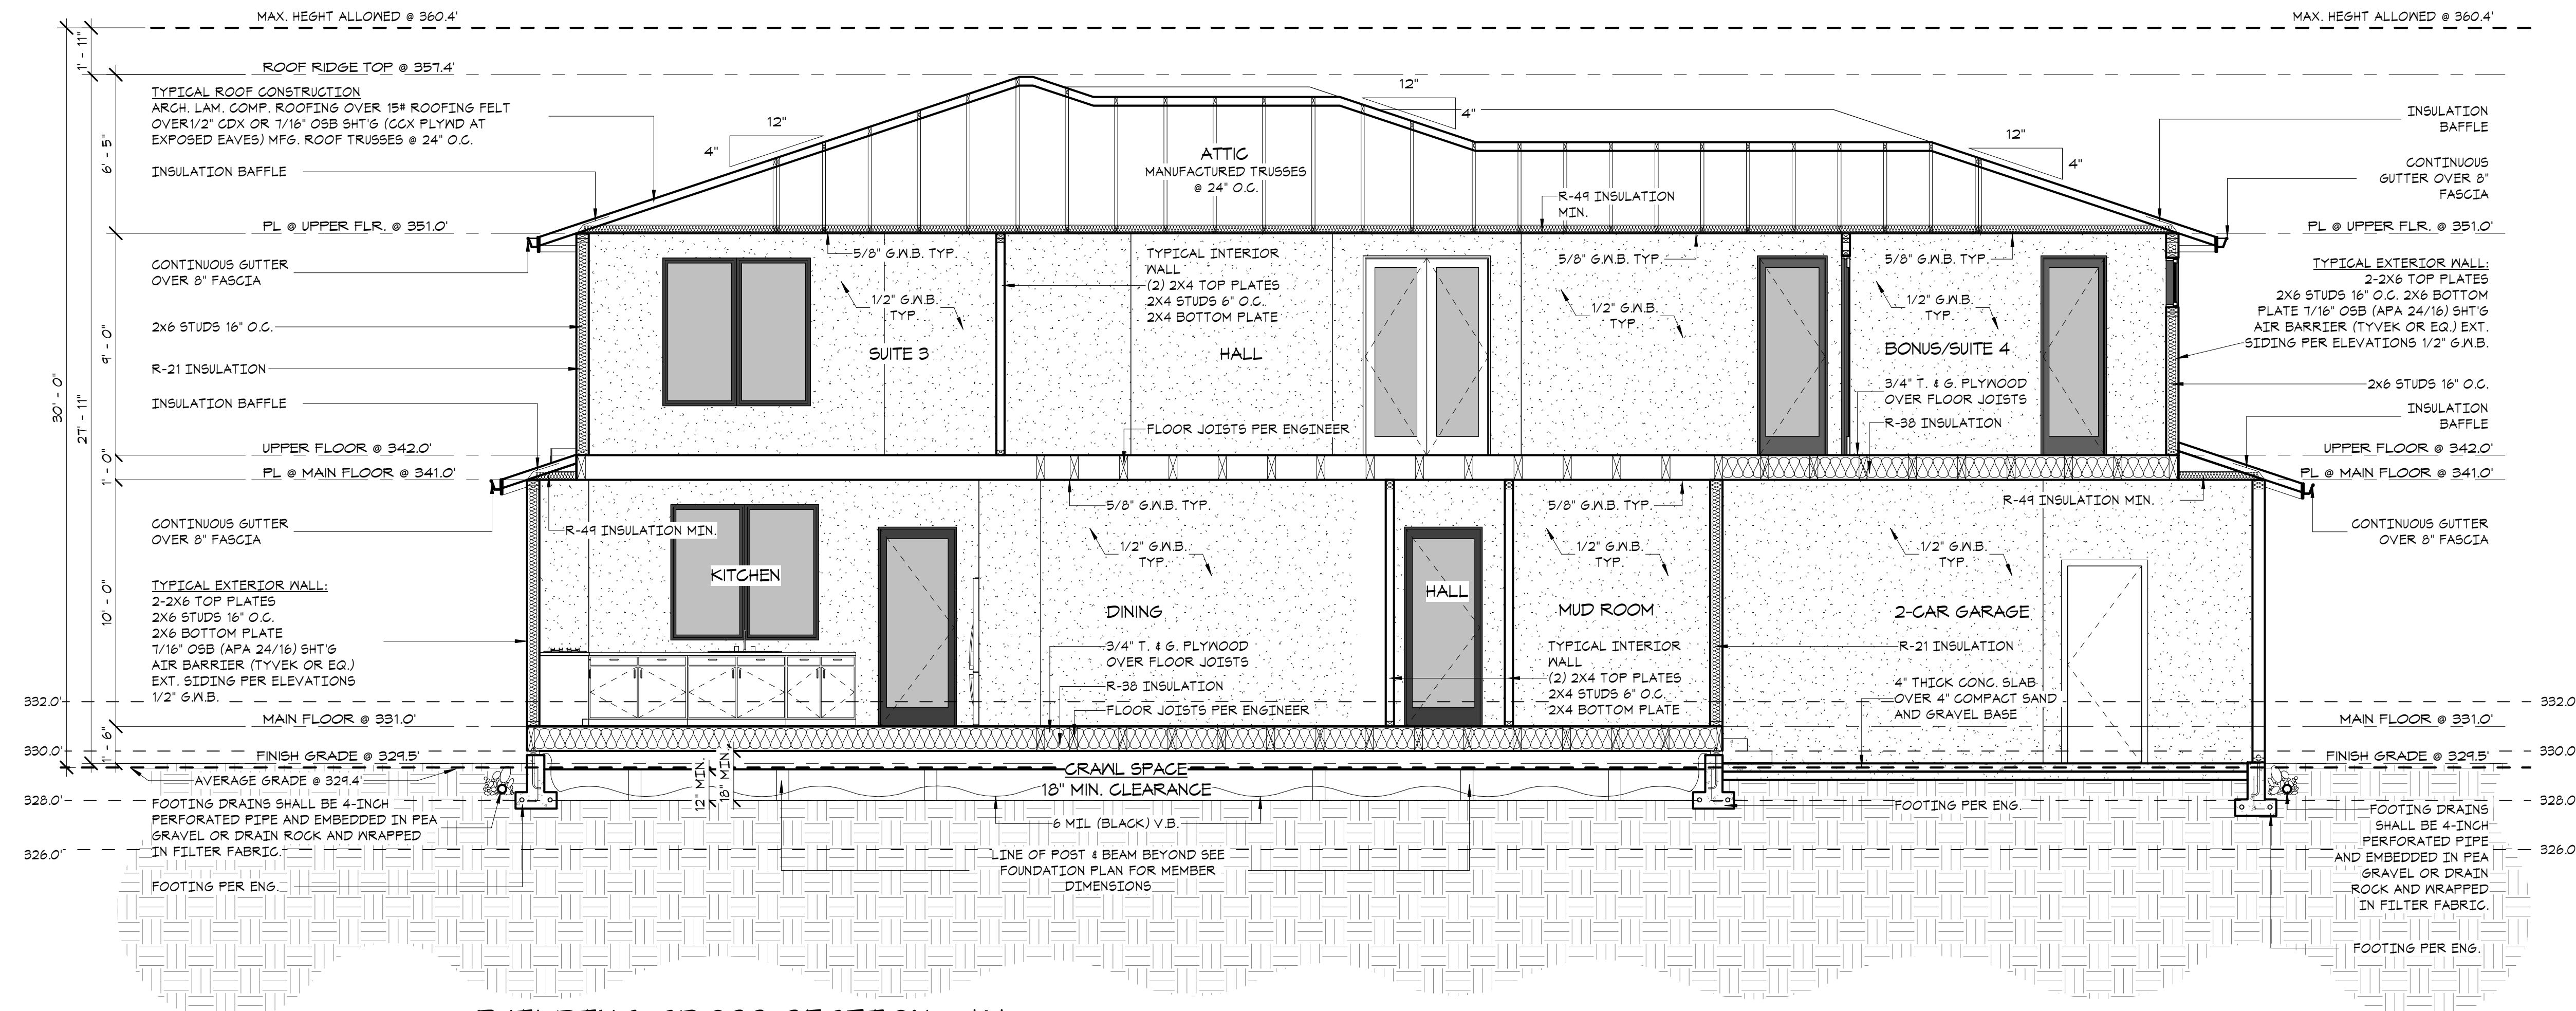 MAX. HEGHT ALLOWED @ 360.4'
MAX. HEGHT ALLOWED @ 360.4'
1' - 11"
ROOF RIDGE TOP @ 357.4'
TYPICAL ROOF CONSTRUCTION
ARCH. LAM. COMP. ROOFING OVER 15# ROOFING FELT
OVER1/2" CDX OR 7/16" OSB SHT'G (CCX PLYWD AT
EXPOSED EAVES) MFG. ROOF TRUSSES @ 24" O.C.
INSULATION BAFFLE
6' - 5"
12"
4"
12"
4"
12"
4"
ATTIC
MANUFACTURED TRUSSES
@ 24" O.C.
R-49 INSULATION
MIN.
INSULATION
BAFFLE
CONTINUOUS
GUTTER OVER 8"
FASCIA
PL @ UPPER FLR. @ 351.0'
PL @ UPPER FLR. @ 351.0'
CONTINUOUS GUTTER
OVER 8" FASCIA
2x6 STUDS 16" O.C.
R-21 INSULATION
INSULATION BAFFLE
30' - 0"
27' - 11"
9' - 0"
5/8" G.W.B. TYP.
1/2" G.W.B.
TYP.
SUITE 3
TYPICAL INTERIOR
WALL
(2) 2X4 TOP PLATES
2X4 STUDS 6" O.C.
2X4 BOTTOM PLATE
HALL
FLOOR JOISTS PER ENGINEER
5/8" G.W.B. TYP.
1/2" G.W.B.
TYP.
5/8" G.W.B. TYP.
1/2" G.W.B.
TYP.
BONUS/SUITE 4
3/4" T. & G. PLYWOOD
OVER FLOOR JOISTS
R-38 INSULATION
TYPICAL EXTERIOR WALL:
2-2X6 TOP PLATES
2X6 STUDS 16" O.C. 2X6 BOTTOM
PLATE 7/16" OSB (APA 24/16) SHT'G
AIR BARRIER (TYVEK OR EQ.) EXT.
SIDING PER ELEVATIONS 1/2" G.W.B.
2x6 STUDS 16" O.C.
INSULATION
BAFFLE
UPPER FLOOR @ 342.0'
UPPER FLOOR @ 342.0'
1' - 0"
PL @ MAIN FLOOR @ 341.0'
PL @ MAIN FLOOR @ 341.0'
CONTINUOUS GUTTER
OVER 8" FASCIA
R-49 INSULATION MIN.
5/8" G.W.B. TYP.
5/8" G.W.B. TYP.
R-49 INSULATION MIN.
CONTINUOUS GUTTER
OVER 8" FASCIA
1/2" G.W.B.
TYP.
1/2" G.W.B.
TYP.
1/2" G.W.B.
TYP.
10' - 0"
KITCHEN
HALL
DINING
MUD ROOM
2-CAR GARAGE
TYPICAL EXTERIOR WALL:
2-2X6 TOP PLATES
2X6 STUDS 16" O.C.
2X6 BOTTOM PLATE
7/16" OSB (APA 24/16) SHT'G
AIR BARRIER (TYVEK OR EQ.)
EXT. SIDING PER ELEVATIONS
1/2" G.W.B.
3/4" T. & G. PLYWOOD
OVER FLOOR JOISTS
R-38 INSULATION
FLOOR JOISTS PER ENGINEER
TYPICAL INTERIOR
WALL
(2) 2X4 TOP PLATES
2X4 STUDS 6" O.C.
2X4 BOTTOM PLATE
R-21 INSULATION
4" THICK CONC. SLAB
OVER 4" COMPACT SAND
AND GRAVEL BASE
332.0'
332.0'
MAIN FLOOR @ 331.0'
MAIN FLOOR @ 331.0'
1' - 6"
330.0'
330.0'
FINISH GRADE @ 329.5'
FINISH GRADE @ 329.5'
AVERAGE GRADE @ 329.4'
12" MIN.
18" MIN.
CRAWL SPACE
18" MIN. CLEARANCE
328.0'
328.0'
FOOTING DRAINS SHALL BE 4-INCH
PERFORATED PIPE AND EMBEDDED IN PEA
GRAVEL OR DRAIN ROCK AND WRAPPED
IN FILTER FABRIC.
6 MIL (BLACK) V.B.
FOOTING PER ENG.
FOOTING DRAINS
SHALL BE 4-INCH
PERFORATED PIPE
AND EMBEDDED IN PEA
GRAVEL OR DRAIN
ROCK AND WRAPPED
IN FILTER FABRIC.
326.0'
326.0'
LINE OF POST & BEAM BEYOND SEE
FOUNDATION PLAN FOR MEMBER
DIMENSIONS
FOOTING PER ENG.
FOOTING PER ENG.